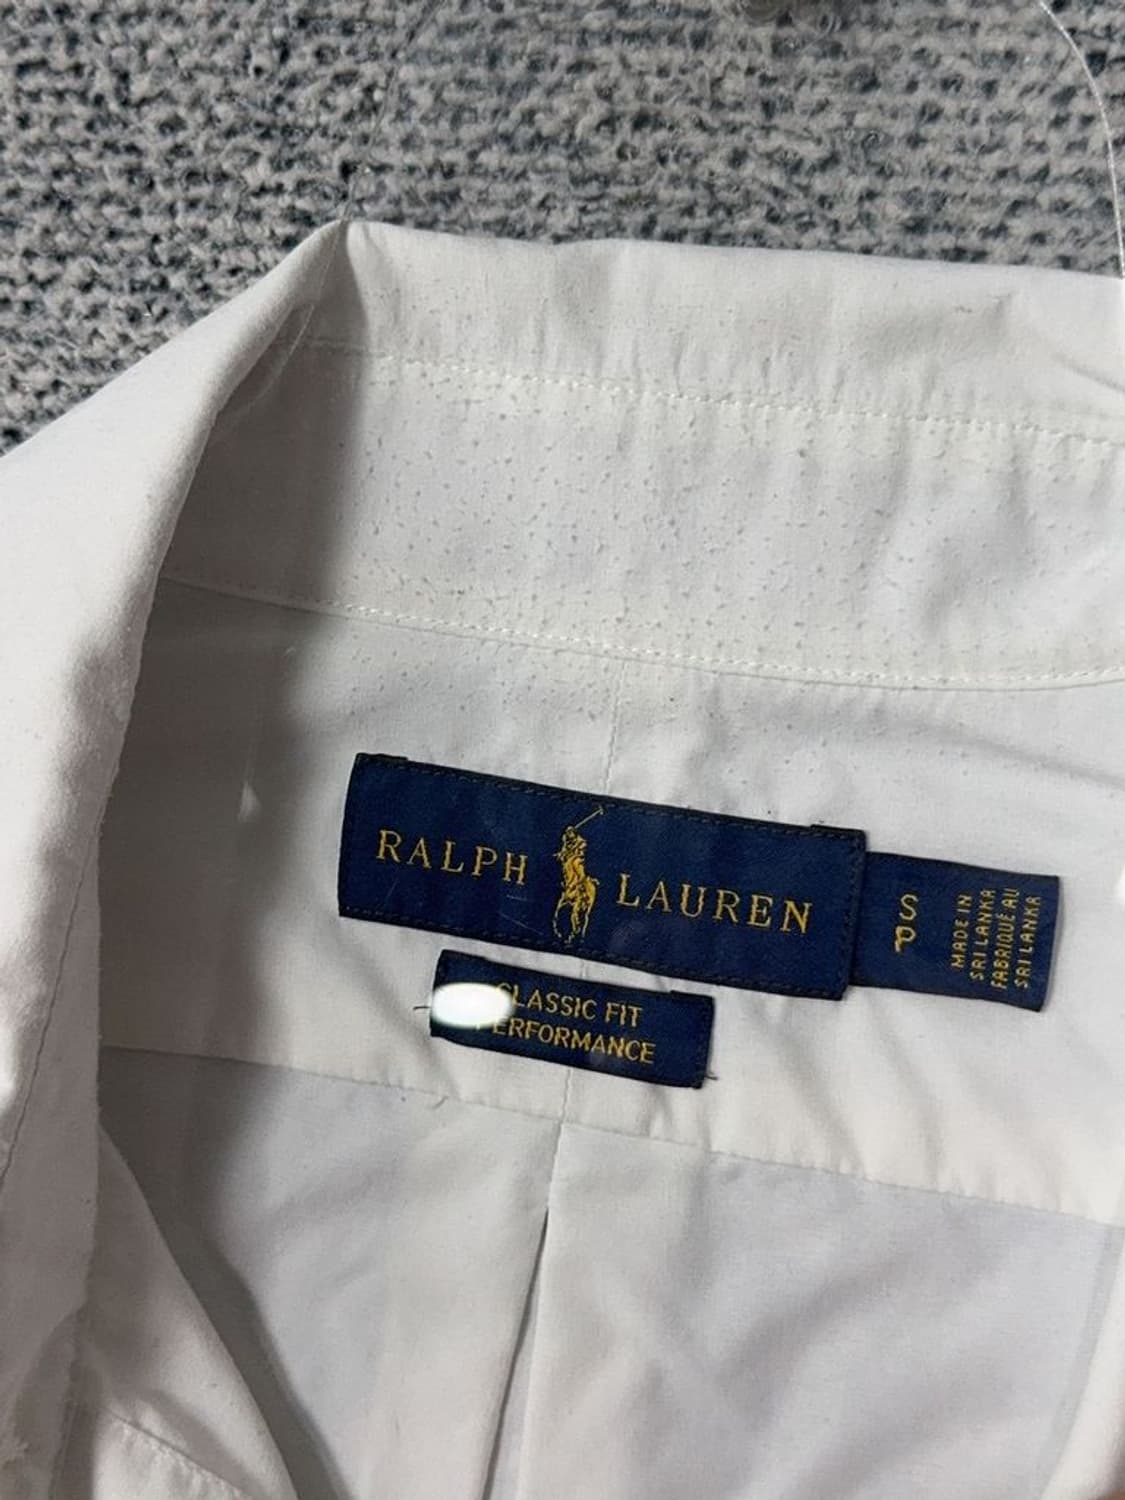 RALPH LAUREN
S
P
MADE IN
SRI LANKA
FABRIQUÉ AU
SRI LANKA
CLASSIC FIT
PERFORMANCE